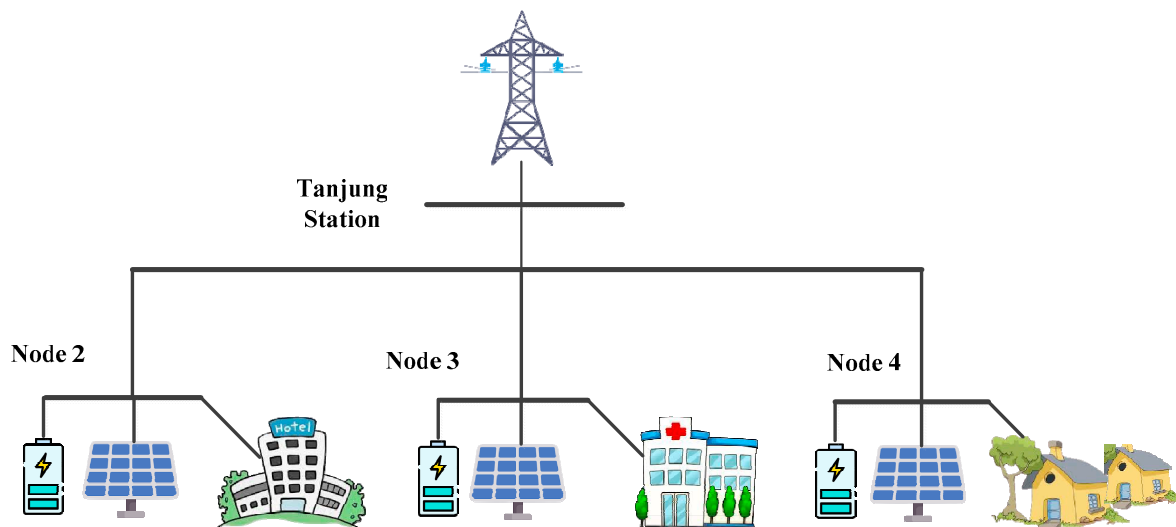 Tanjung
Station
Node 2
Node 3
Node 4
Hotel